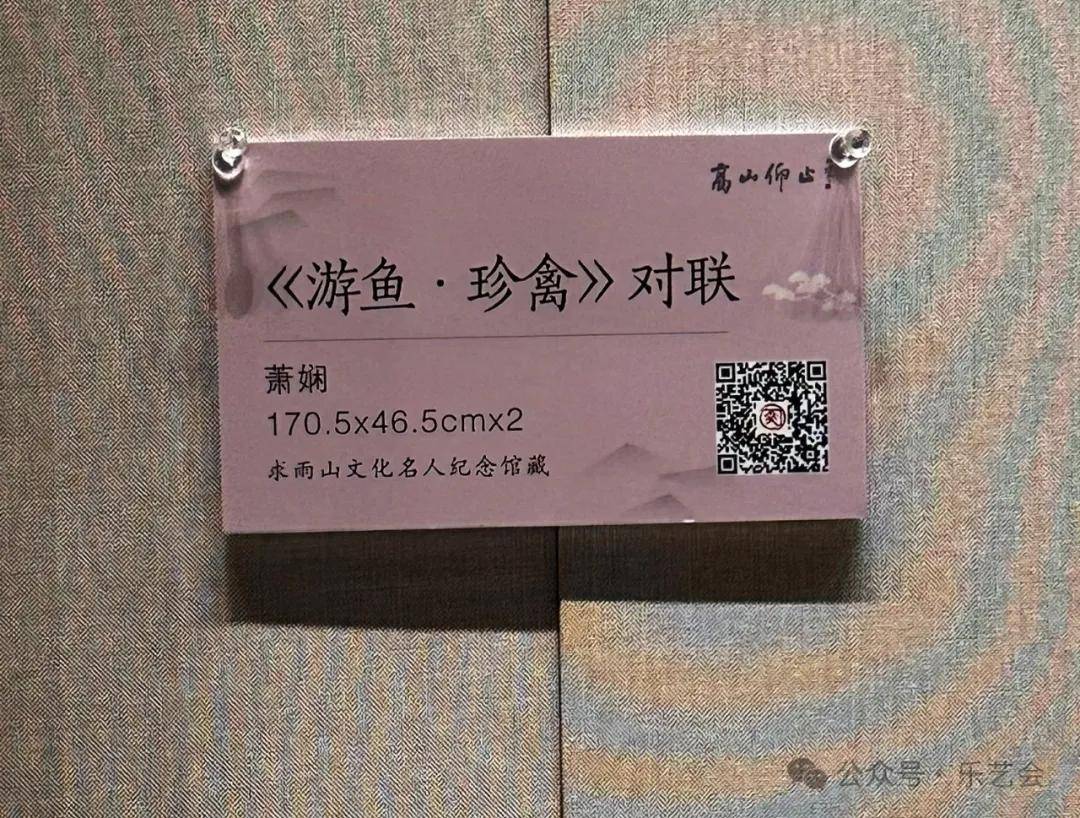 高山仰止
《游鱼·珍禽》对联
萧娴
170.5x46.5cmx2
求雨山文化名人纪念馆藏
公众号·乐艺会